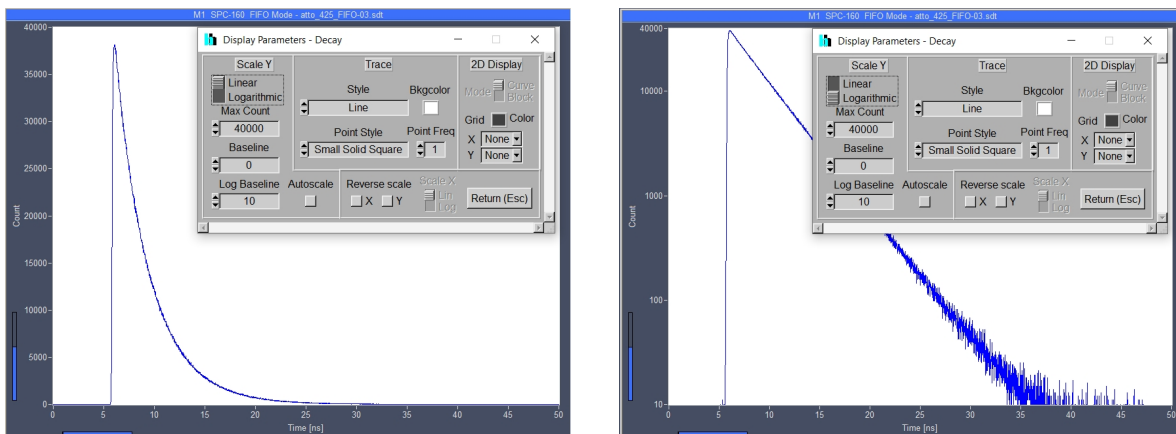 M1 SPC-160 FIFO Mode - atto_425_FIFO-03.sdt
Display Parameters - Decay
Scale Y
Linear
Logarithmic
Max Count
40000
Baseline
0
Log Baseline
10
Autoscale
Trace
Style
Line
Bkgcolor
Point Style
Small Solid Square
Point Freq
1
Reverse scale
X Y
Scale X
Lin
Log
2D Display
Mode
Curve
Block
Grid
Color
X None
Y None
Return (Esc)
40000
35000
30000
25000
20000
15000
10000
5000
0
Count
0 5 10 15 20 25 30 35 40 45 50
Time [ns]
M1 SPC-160 FIFO Mode - atto_425_FIFO-03.sdt
Display Parameters - Decay
Scale Y
Linear
Logarithmic
Max Count
40000
Baseline
0
Log Baseline
10
Autoscale
Trace
Style
Line
Bkgcolor
Point Style
Small Solid Square
Point Freq
1
Reverse scale
X Y
Scale X
Lin
Log
2D Display
Mode
Curve
Block
Grid
Color
X None
Y None
Return (Esc)
40000
10000
1000
100
10
Count
0 5 10 15 20 25 30 35 40 45 50
Time [ns]